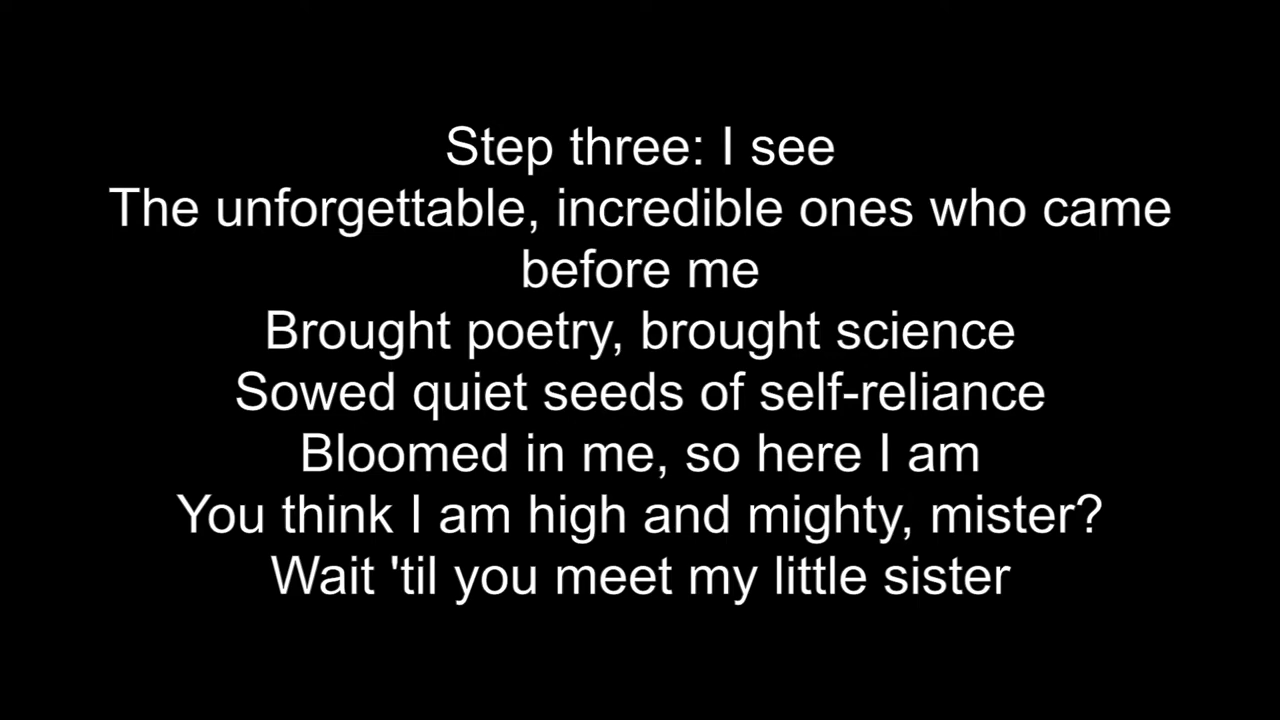 Step three: I see
The unforgettable, incredible ones who came
before me
Brought poetry, brought science
Sowed quiet seeds of self-reliance
Bloomed in me, so here I am
You think I am high and mighty, mister?
Wait 'til you meet my little sister